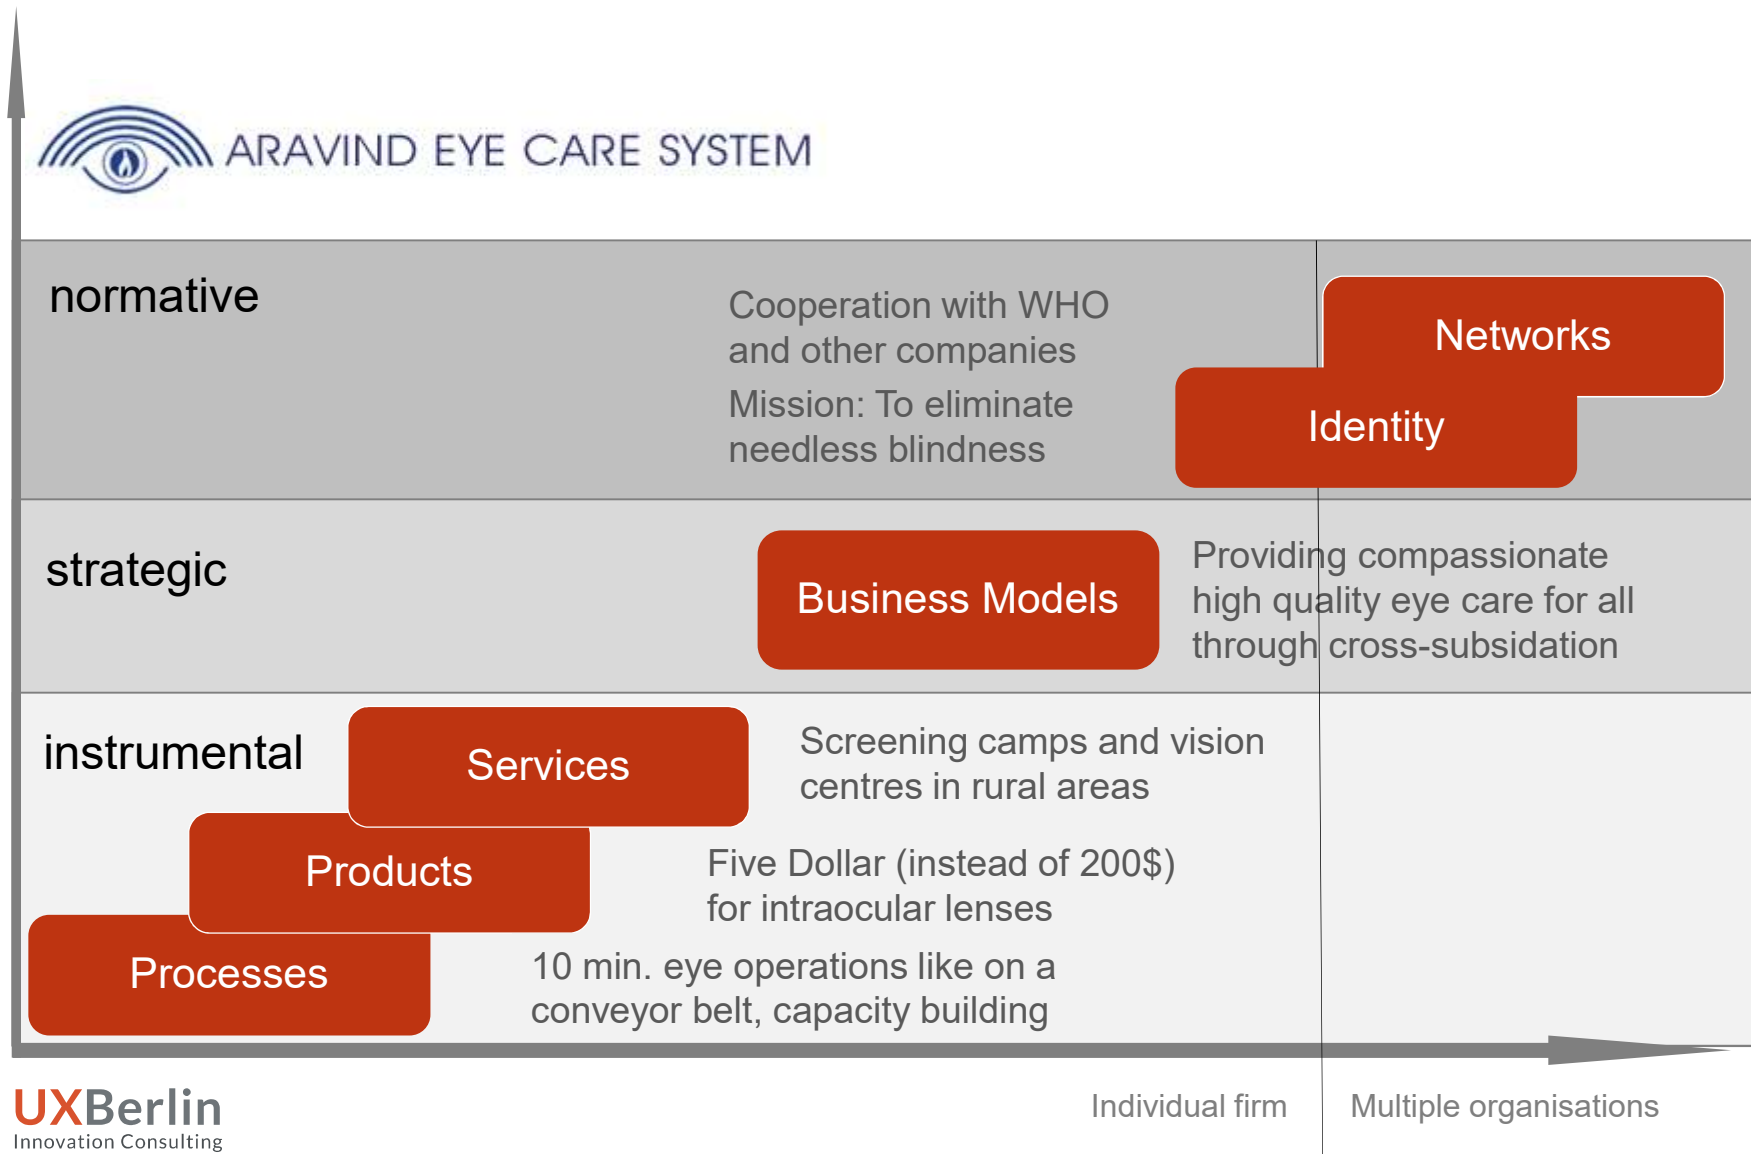 ARAVIND EYE CARE SYSTEM
normative
Cooperation with WHO
and other companies
Networks
Mission: To eliminate
needless blindness
Identity
strategic
Business Models
Providing compassionate
high quality eye care for all
through cross-subsidation
instrumental
Services
Screening camps and vision
centres in rural areas
Products
Five Dollar (instead of 200$)
for intraocular lenses
Processes
10 min. eye operations like on a
conveyor belt, capacity building
UXBerlin
Innovation Consulting
Individual firm
Multiple organisations